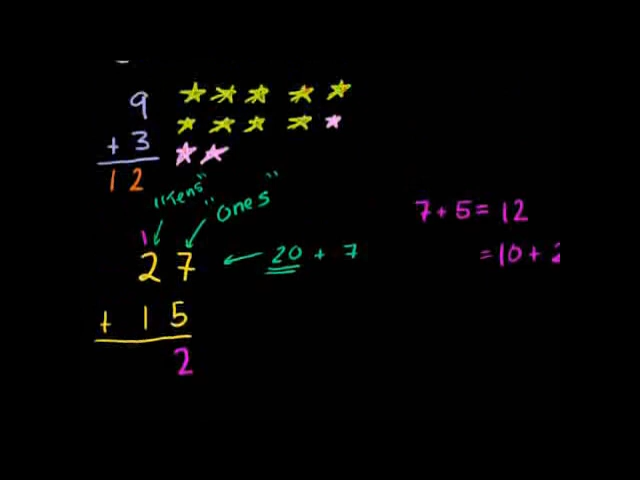 9
+ 3
12
"Tens"
"ones"
7 + 5 = 12
= 10 + 2
1
27
20 + 7
+ 15
2